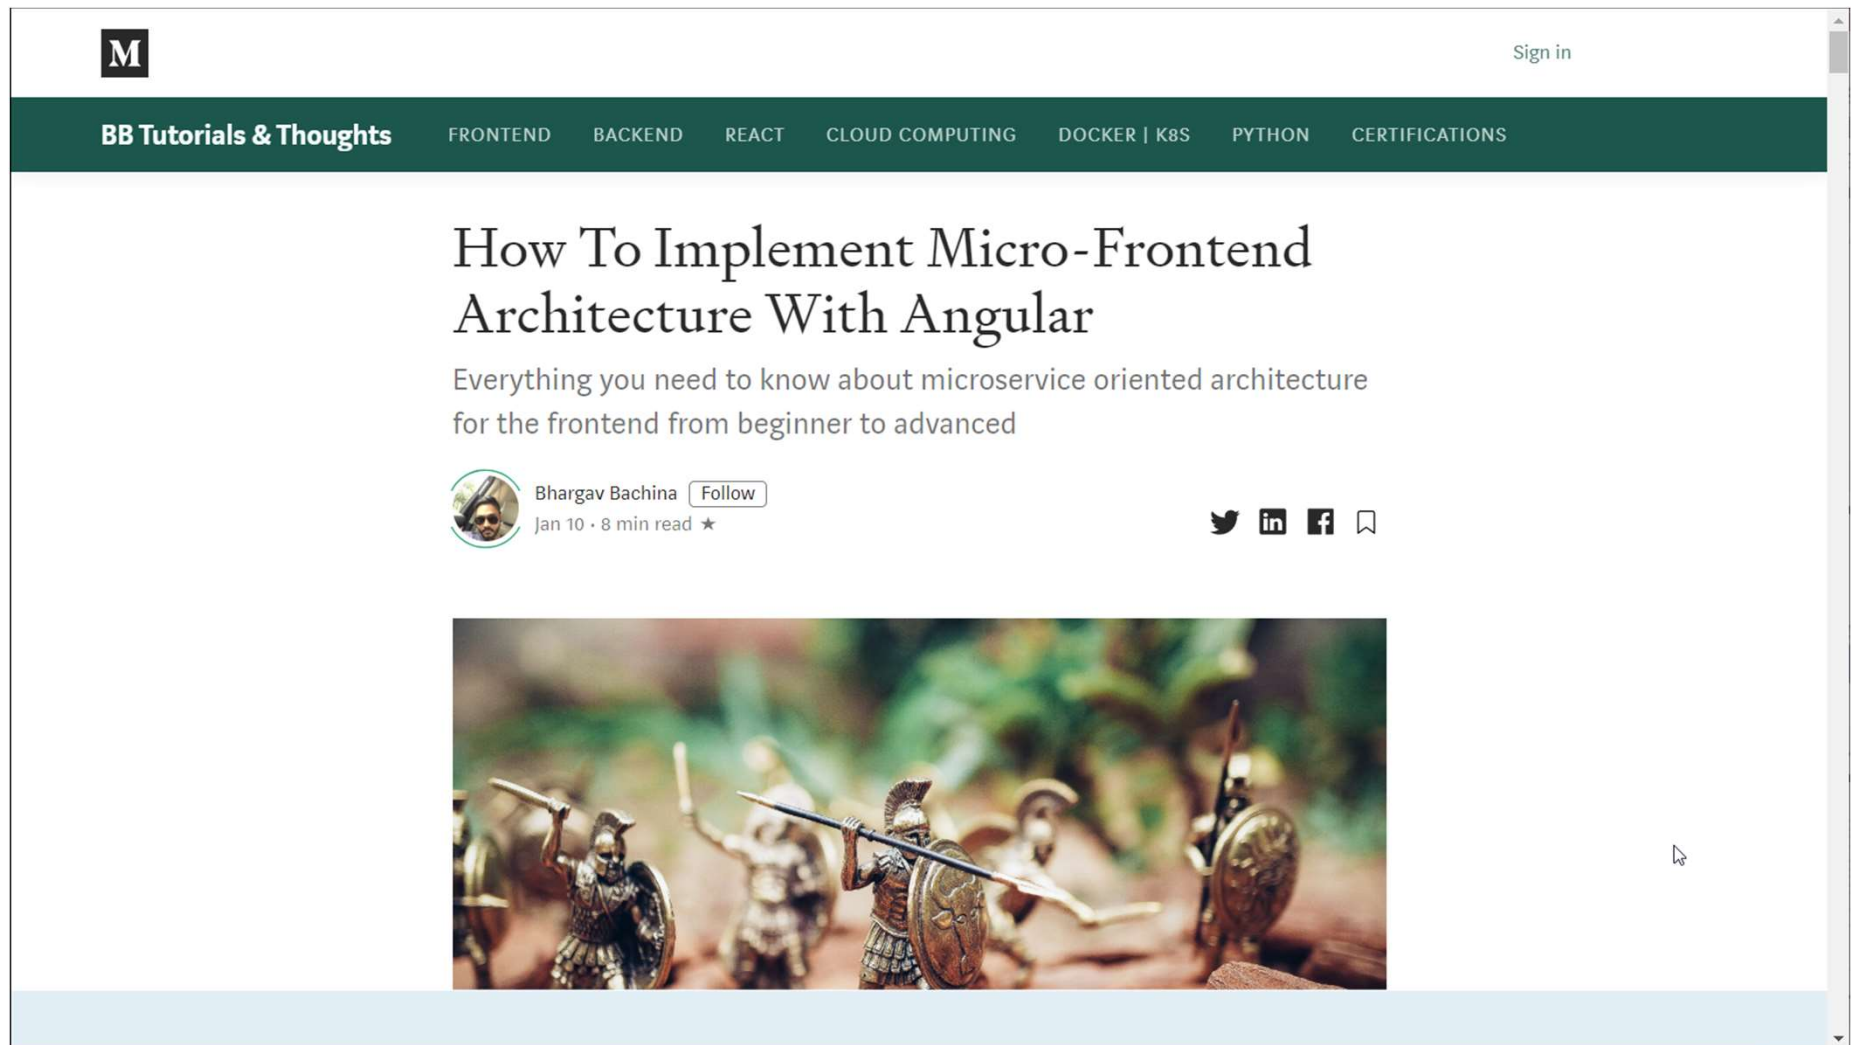 M
Sign in
BB Tutorials & Thoughts FRONTEND BACKEND REACT CLOUD COMPUTING DOCKER | K8S PYTHON CERTIFICATIONS
How To Implement Micro-Frontend
Architecture With Angular
Everything you need to know about microservice oriented architecture
for the frontend from beginner to advanced
Bhargav Bachina Follow
Jan 10 · 8 min read ★
in f